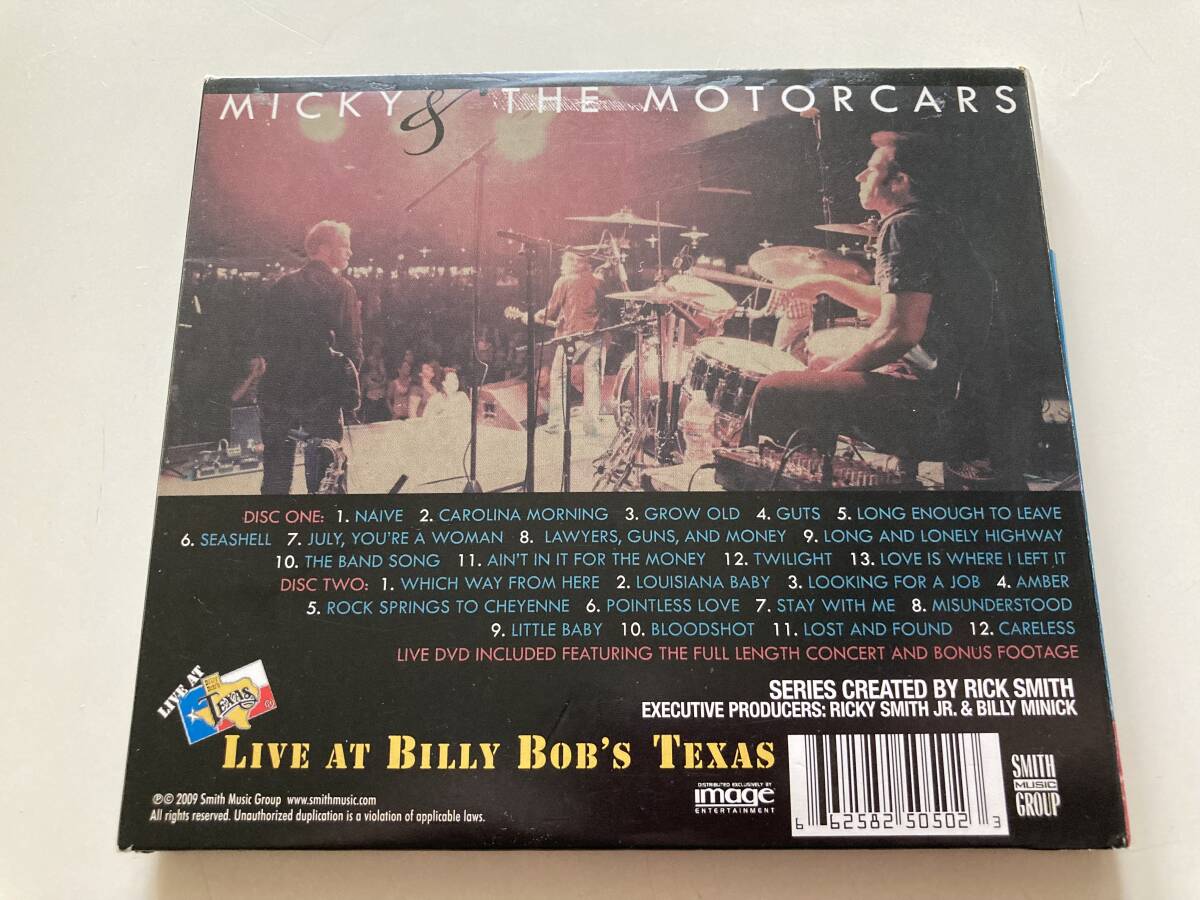 MICKY & THE MOTORCARS
DISC ONE: 1. NAIVE 2. CAROLINA MORNING 3. GROW OLD 4. GUTS 5. LONG ENOUGH TO LEAVE
6. SEASHELL 7. JULY, YOU'RE A WOMAN 8. LAWYERS, GUNS, AND MONEY 9. LONG AND LONELY HIGHWAY
10. THE BAND SONG 11. AIN'T IN IT FOR THE MONEY 12. TWILIGHT 13. LOVE IS WHERE I LEFT IT
DISC TWO: 1. WHICH WAY FROM HERE 2. LOUISIANA BABY 3. LOOKING FOR A JOB 4. AMBER
5. ROCK SPRINGS TO CHEYENNE 6. POINTLESS LOVE 7. STAY WITH ME 8. MISUNDERSTOOD
9. LITTLE BABY 10. BLOODSHOT 11. LOST AND FOUND 12. CARELESS
LIVE DVD INCLUDED FEATURING THE FULL LENGTH CONCERT AND BONUS FOOTAGE
LIVE AT
BILLY BOB'S
TEXAS
®
SERIES CREATED BY RICK SMITH
EXECUTIVE PRODUCERS: RICKY SMITH JR. & BILLY MINICK
LIVE AT BILLY BOB'S TEXAS
℗© 2009 Smith Music Group www.smithmusic.com
All rights reserved. Unauthorized duplication is a violation of applicable laws.
DISTRIBUTED EXCLUSIVELY BY
image
ENTERTAINMENT
6 62582 50502 3
SMITH
MUSIC
GROUP